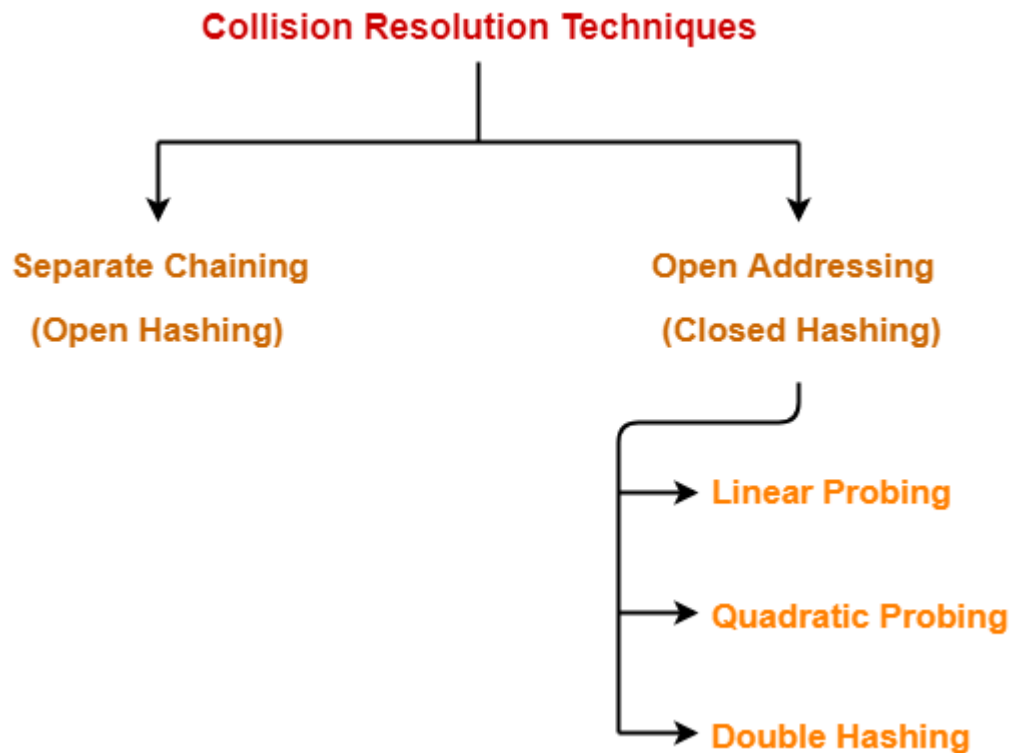 Collision Resolution Techniques
Separate Chaining
(Open Hashing)
Open Addressing
(Closed Hashing)
Linear Probing
Quadratic Probing
Double Hashing